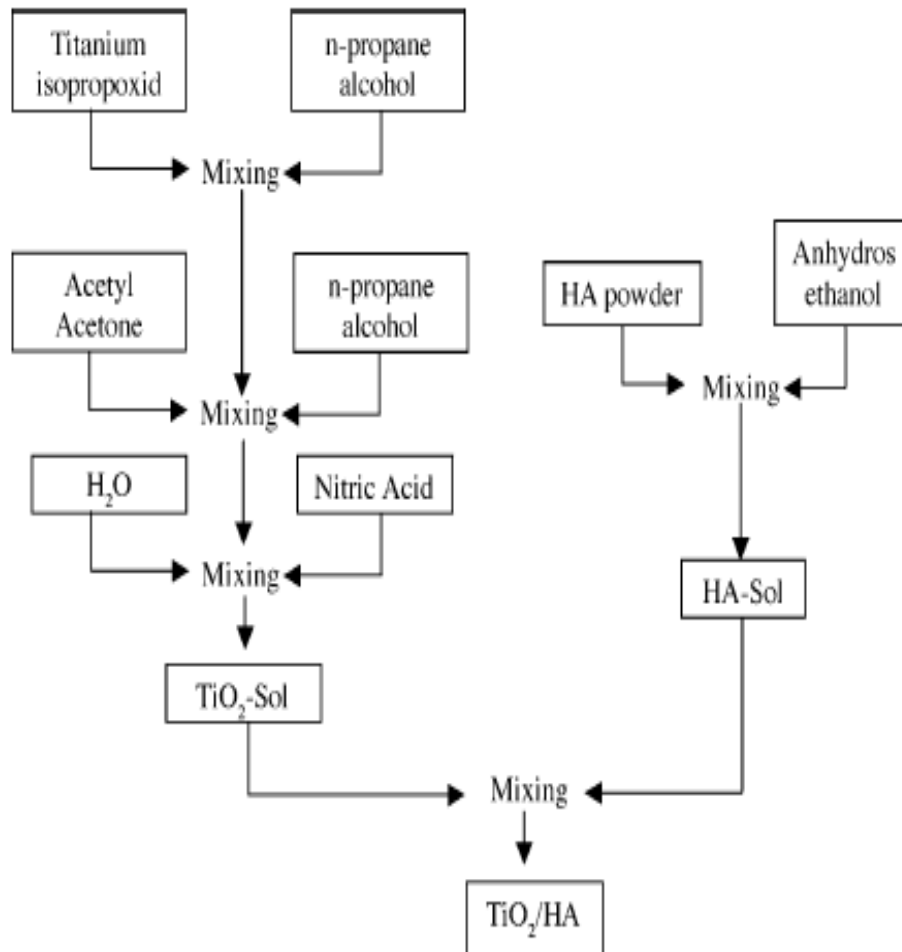 Titanium
isopropoxid
n-propane
alcohol
Mixing
Acetyl
Acetone
n-propane
alcohol
HA powder
Anhydros
ethanol
Mixing
Mixing
H₂O
Nitric Acid
Mixing
HA-Sol
TiO₂-Sol
Mixing
TiO₂/HA